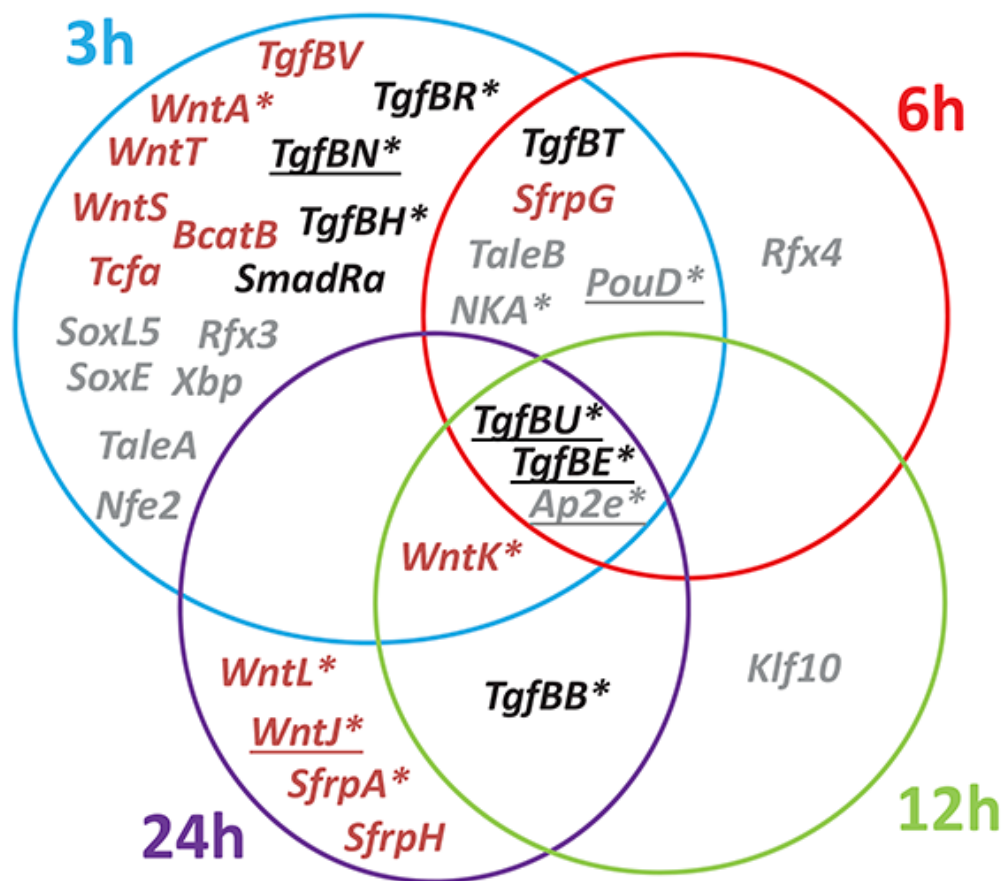 3h
TgfBV
TgfBR*
WntA*
6h
WntT
TgfBN*
TgfBT
WntS
SfrpG
BcatB
TgfBH*
Tcfa
SmadRa
TaleB
Rfx4
PouD*
NKA*
SoxL5
Rfx3
SoxE
Xbp
TaleA
Nfe2
TgfBU*
TgfBE*
Ap2e*
WntK*
WntL*
TgfBB*
Klf10
WntJ*
SfrpA*
SfrpH
24h
12h